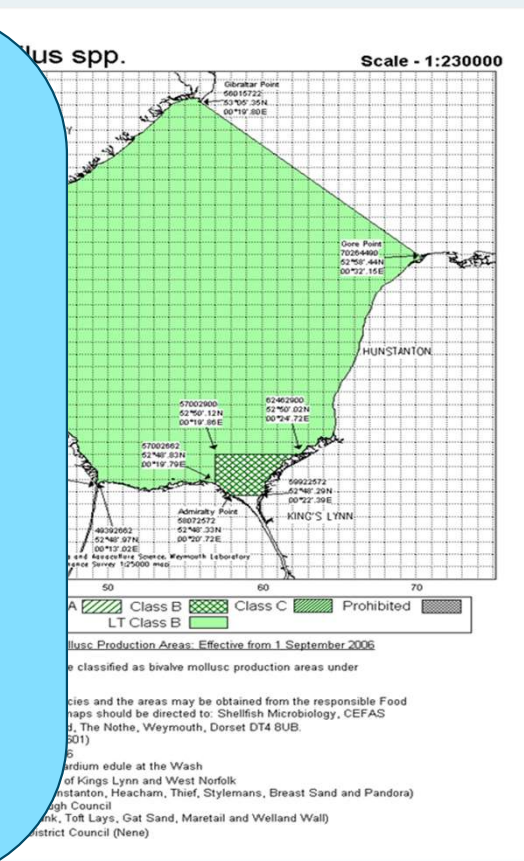 lus spp.
Scale - 1:230000
Gibraltar Point
56015722
53°05'.35N
00°19'.80E
Gore Point
70264490
52°58'.44N
00°32'.15E
HUNSTANTON
57002900
52°50'.12N
00°19'.86E
62462900
52°50'.02N
00°24'.72E
57002662
52°48'.83N
00°19'.79E
59922572
52°48'.29N
00°22'.39E
KING'S LYNN
Admiralty Point
58072572
52°48'.33N
00°20'.72E
49392662
52°48'.97N
00°13'.02E
and Aquaculture Science, Weymouth Laboratory
nance Survey 1:25000 map
50 60 70
A Class B Class C Prohibited
LT Class B
llusc Production Areas: Effective from 1 September 2006
e classified as bivalve mollusc production areas under
cies and the areas may be obtained from the responsible Food
maps should be directed to: Shellfish Microbiology, CEFAS
d, The Nothe, Weymouth, Dorset DT4 8UB.
601)
6
ardium edule at the Wash
of Kings Lynn and West Norfolk
nstanton, Heacham, Thief, Stylemans, Breast Sand and Pandora)
ugh Council
nk, Toft Lays, Gat Sand, Maretail and Welland Wall)
District Council (Nene)